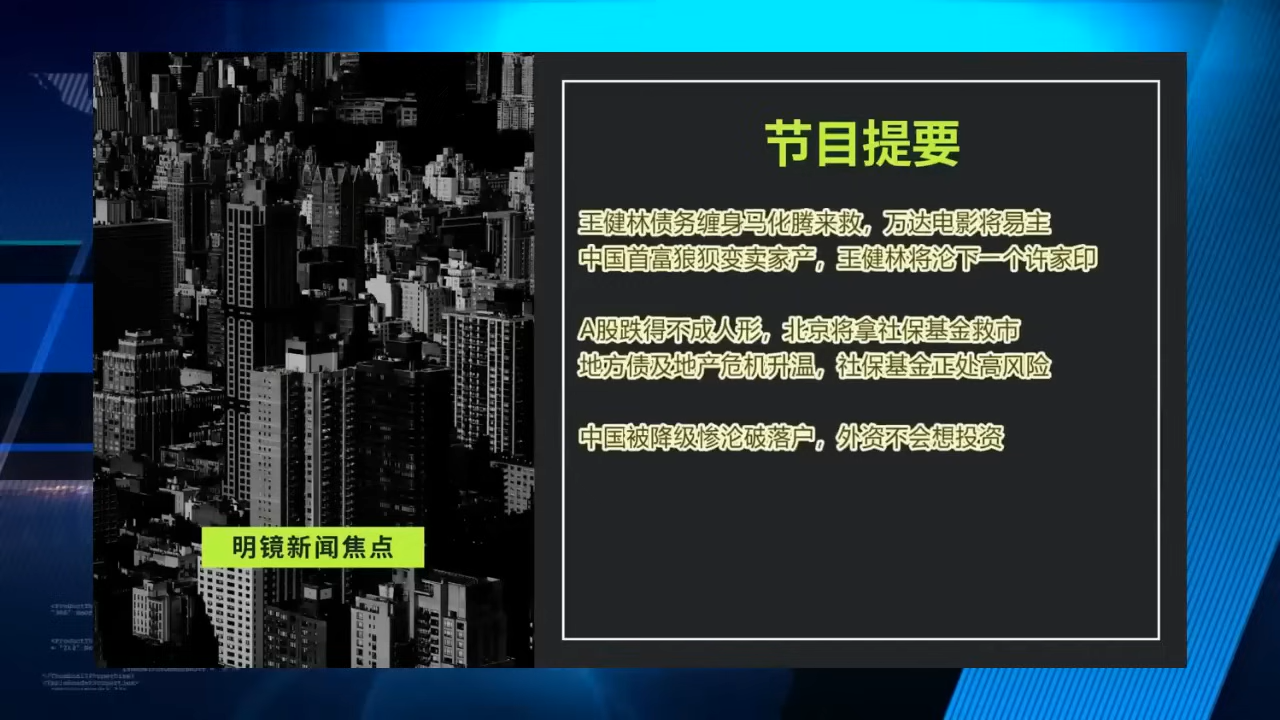 节目提要
王健林债务缠身马化腾来救，万达电影将易主
中国首富狼狈变卖家产，王健林将沦下一个许家印
A股跌得不成人形，北京将拿社保基金救市
地方债及地产危机升温，社保基金正处高风险
中国被降级惨沦破落户，外资不会想投资
明镜新闻焦点